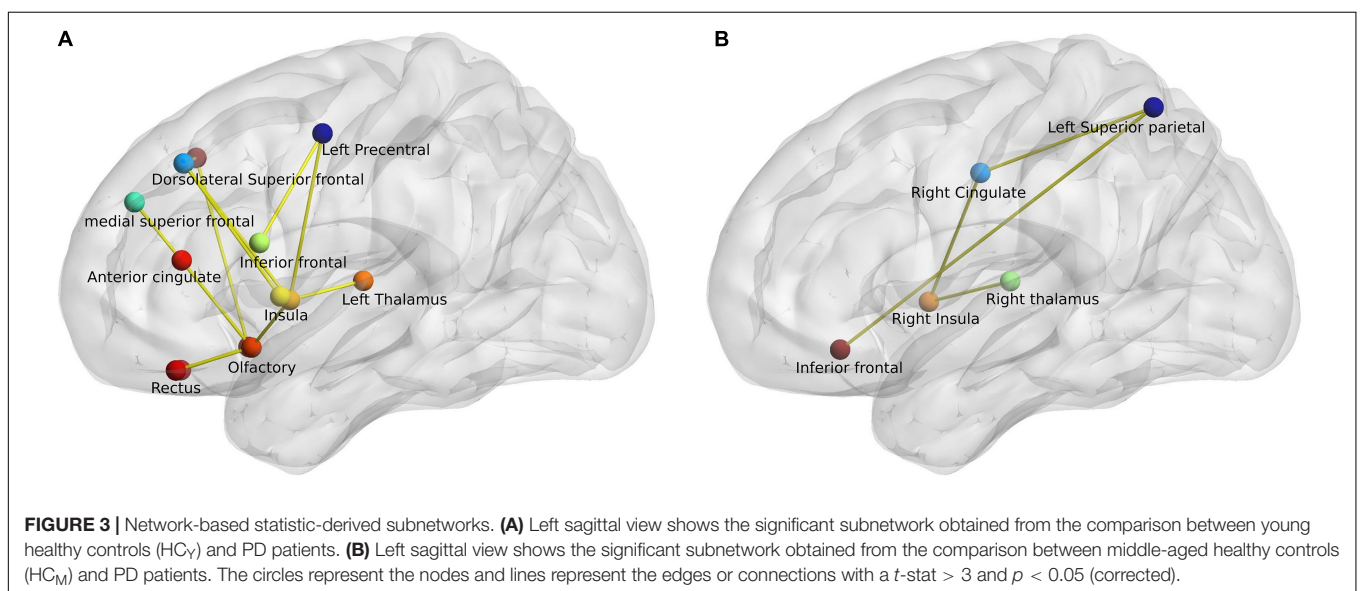 A
B
Left Precentral
Left Superior parietal
Dorsolateral Superior frontal
Right Cingulate
medial superior frontal
Inferior frontal
Anterior cingulate
Left Thalamus
Right thalamus
Insula
Right Insula
Olfactory
Inferior frontal
Rectus
FIGURE 3 | Network-based statistic-derived subnetworks. (A) Left sagittal view shows the significant subnetwork obtained from the comparison between young
healthy controls (HCY) and PD patients. (B) Left sagittal view shows the significant subnetwork obtained from the comparison between middle-aged healthy controls
(HCM) and PD patients. The circles represent the nodes and lines represent the edges or connections with a t-stat > 3 and p < 0.05 (corrected).